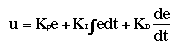 u = K_P e + K_I ∫edt + K_D de/dt